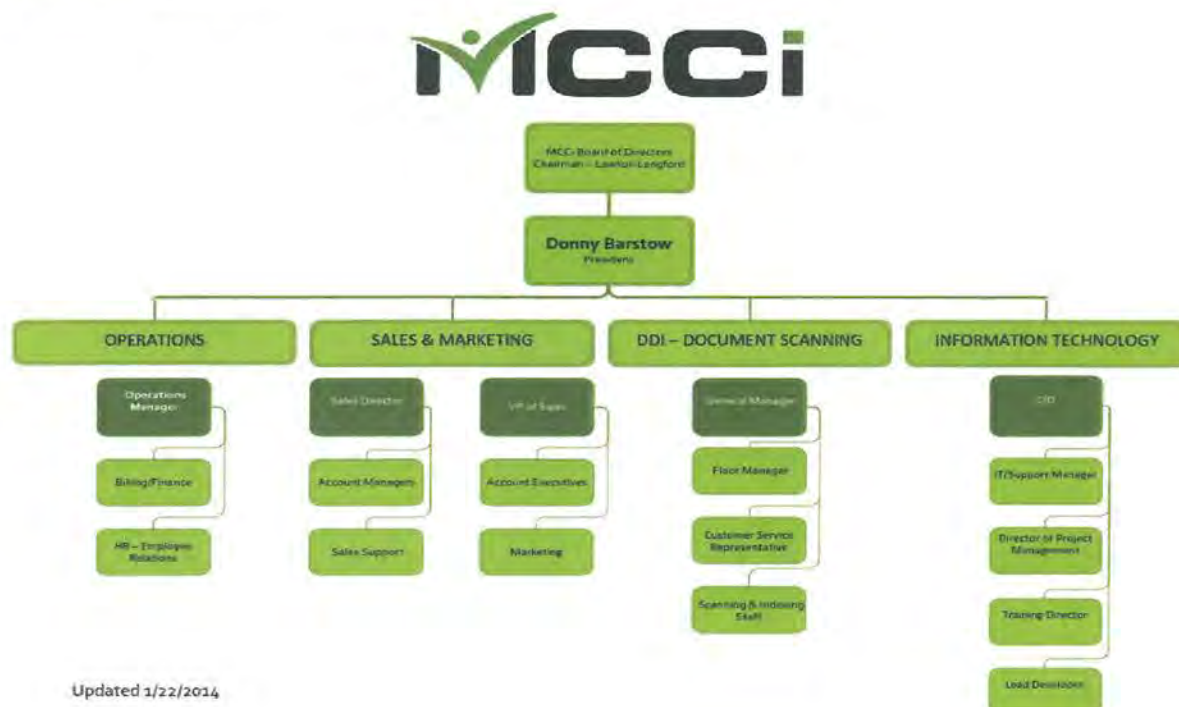 MCCi
MCCi Board of Directors
Chairman – Lawton Langford
Donny Barstow
President
OPERATIONS
SALES & MARKETING
DDI – DOCUMENT SCANNING
INFORMATION TECHNOLOGY
Operations
Manager
Billing/Finance
HR – Employee
Relations
Sales Director
Account Managers
Sales Support
VP of Sales
Account Executives
Marketing
General Manager
Floor Manager
Customer Service
Representative
Scanning & Indexing
Staff
CIO
IT/Support Manager
Director of Project
Management
Training Director
Lead Developer
Updated 1/22/2014